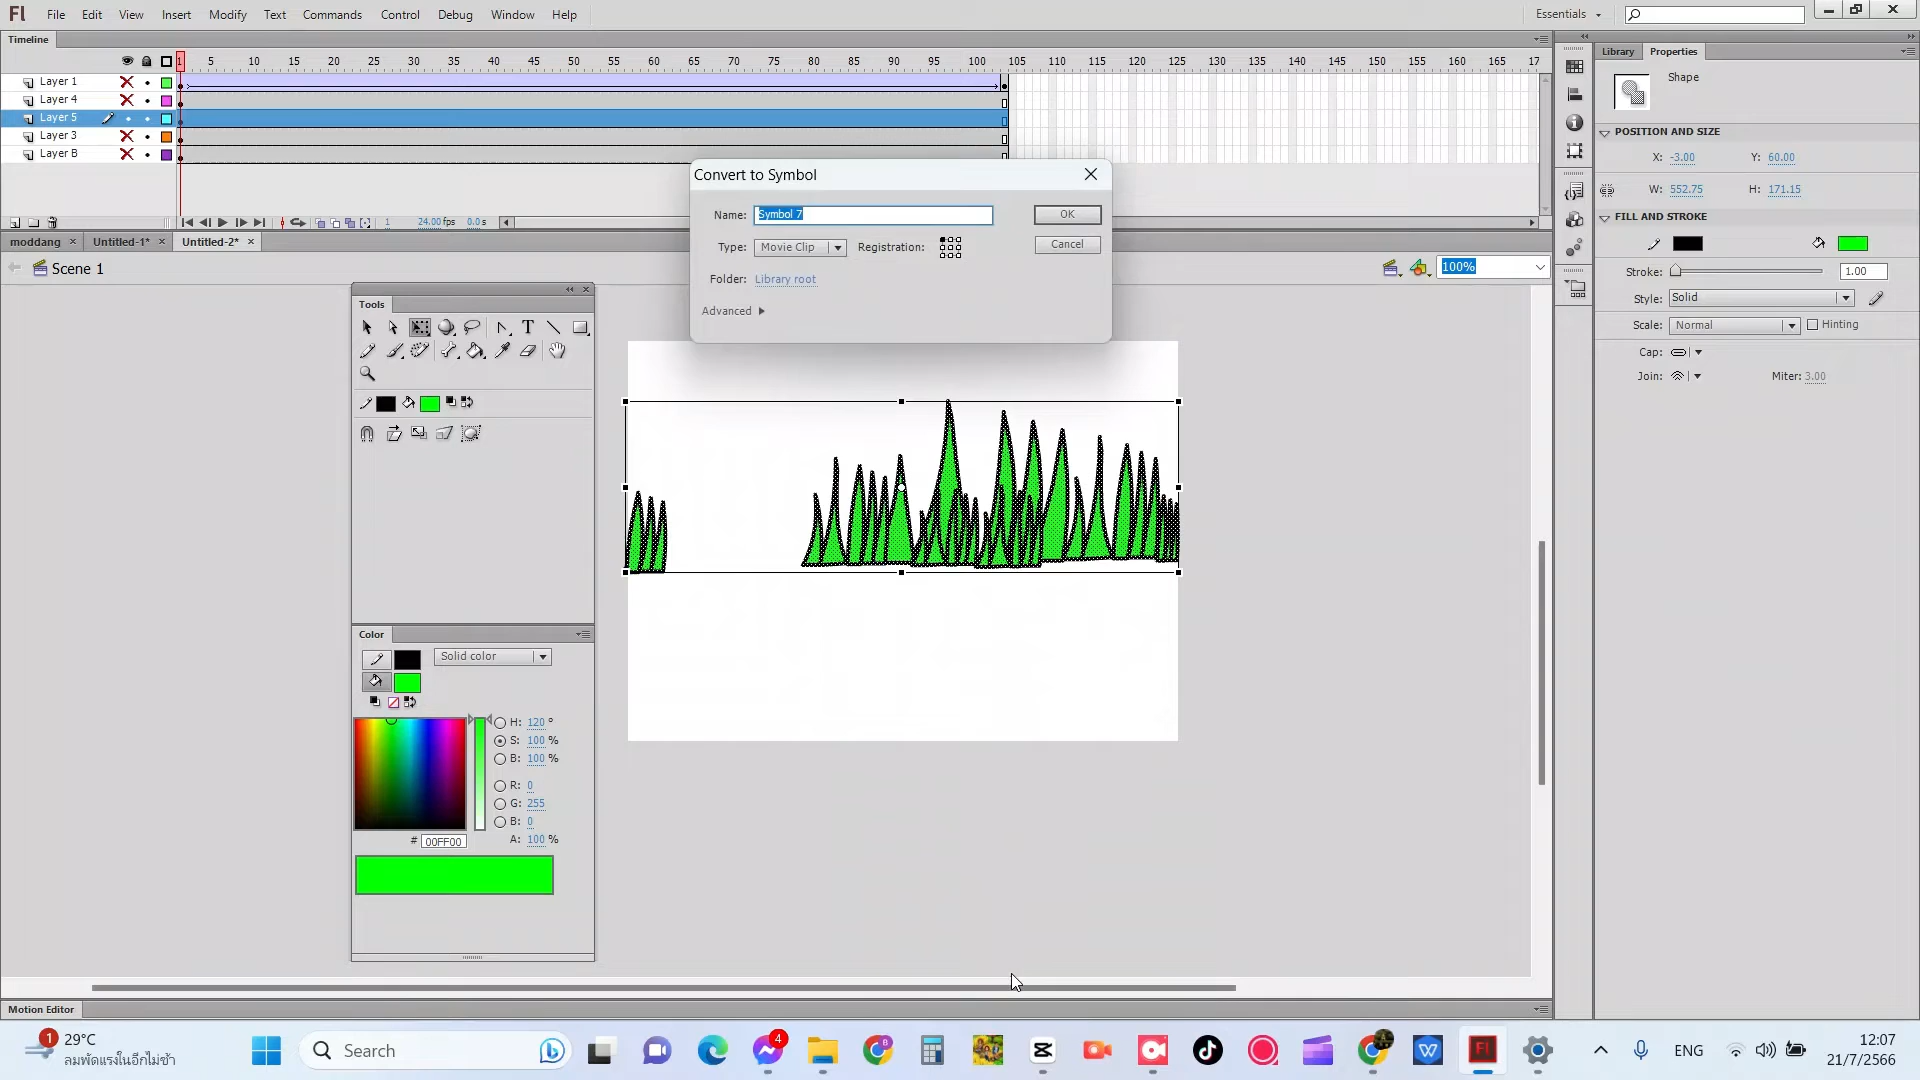 Fl File Edit View Insert Modify Text Commands Control Debug Window Help Essentials
Timeline
1 5 10 15 20 25 30 35 40 45 50 55 60 65 70 75 80 85 90 95 100 105 110 115 120 125 130 135 140 145 150 155 160 165 17
Layer 1
Layer 4
Layer 5
Layer 3
Layer B
1 24.00 fps 0.0 s
moddang × Untitled-1* × Untitled-2* ×
Scene 1
100%
Convert to Symbol
Name: Symbol 7
OK
Type: Movie Clip
Registration:
Cancel
Folder: Library root
Advanced
Tools
T
Color
Solid color
H: 120 °
S: 100 %
B: 100 %
R: 0
G: 255
B: 0
# 00FF00
A: 100 %
Library Properties
Shape
POSITION AND SIZE
X: -3.00 Y: 60.00
W: 552.75 H: 171.15
FILL AND STROKE
Stroke: 1.00
Style: Solid
Scale: Normal
Hinting
Cap:
Join: Miter: 3.00
Motion Editor
1
29°C
ลมพัดแรงในอีกไม่ช้า
Search
4
B
W
Fl
ENG
12:07
21/7/2566